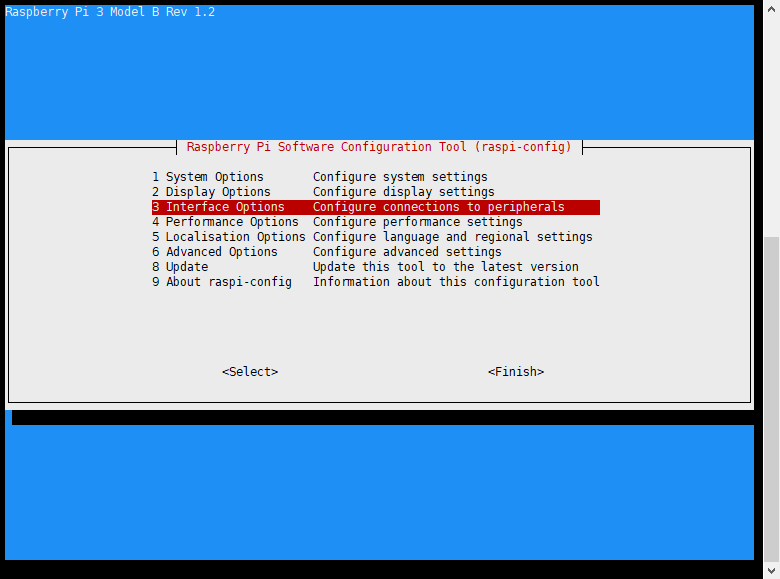 Raspberry Pi 3 Model B Rev 1.2
Raspberry Pi Software Configuration Tool (raspi-config)
1 System Options Configure system settings
2 Display Options Configure display settings
3 Interface Options Configure connections to peripherals
4 Performance Options Configure performance settings
5 Localisation Options Configure language and regional settings
6 Advanced Options Configure advanced settings
8 Update Update this tool to the latest version
9 About raspi-config Information about this configuration tool
<Select> <Finish>